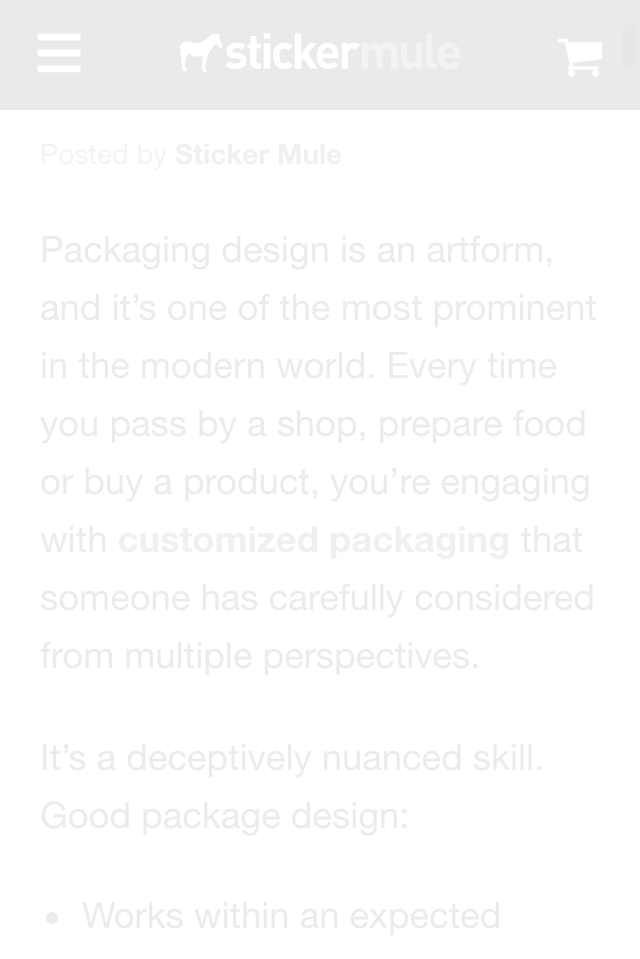 stickermule
Posted by Sticker Mule
Packaging design is an artform,
and it’s one of the most prominent
in the modern world. Every time
you pass by a shop, prepare food
or buy a product, you’re engaging
with customized packaging that
someone has carefully considered
from multiple perspectives.
It’s a deceptively nuanced skill.
Good package design:
• Works within an expected